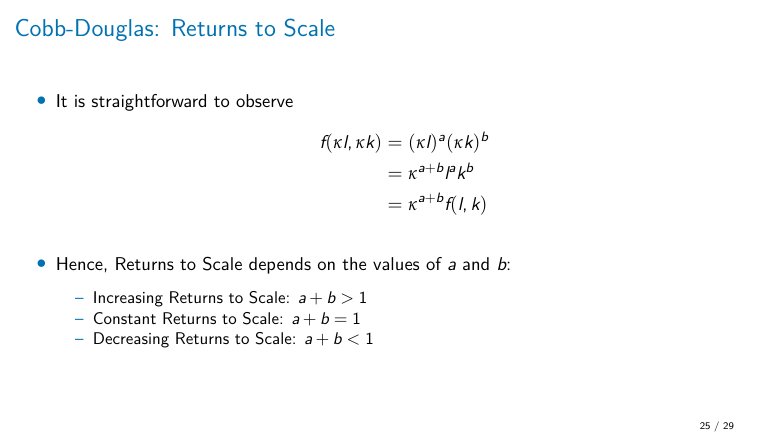 Cobb-Douglas: Returns to Scale
• It is straightforward to observe
f(κl, κk) = (κl)^a(κk)^b
= κ^{a+b}l^ak^b
= κ^{a+b}f(l, k)
• Hence, Returns to Scale depends on the values of a and b:
– Increasing Returns to Scale: a + b > 1
– Constant Returns to Scale: a + b = 1
– Decreasing Returns to Scale: a + b < 1
25 / 29